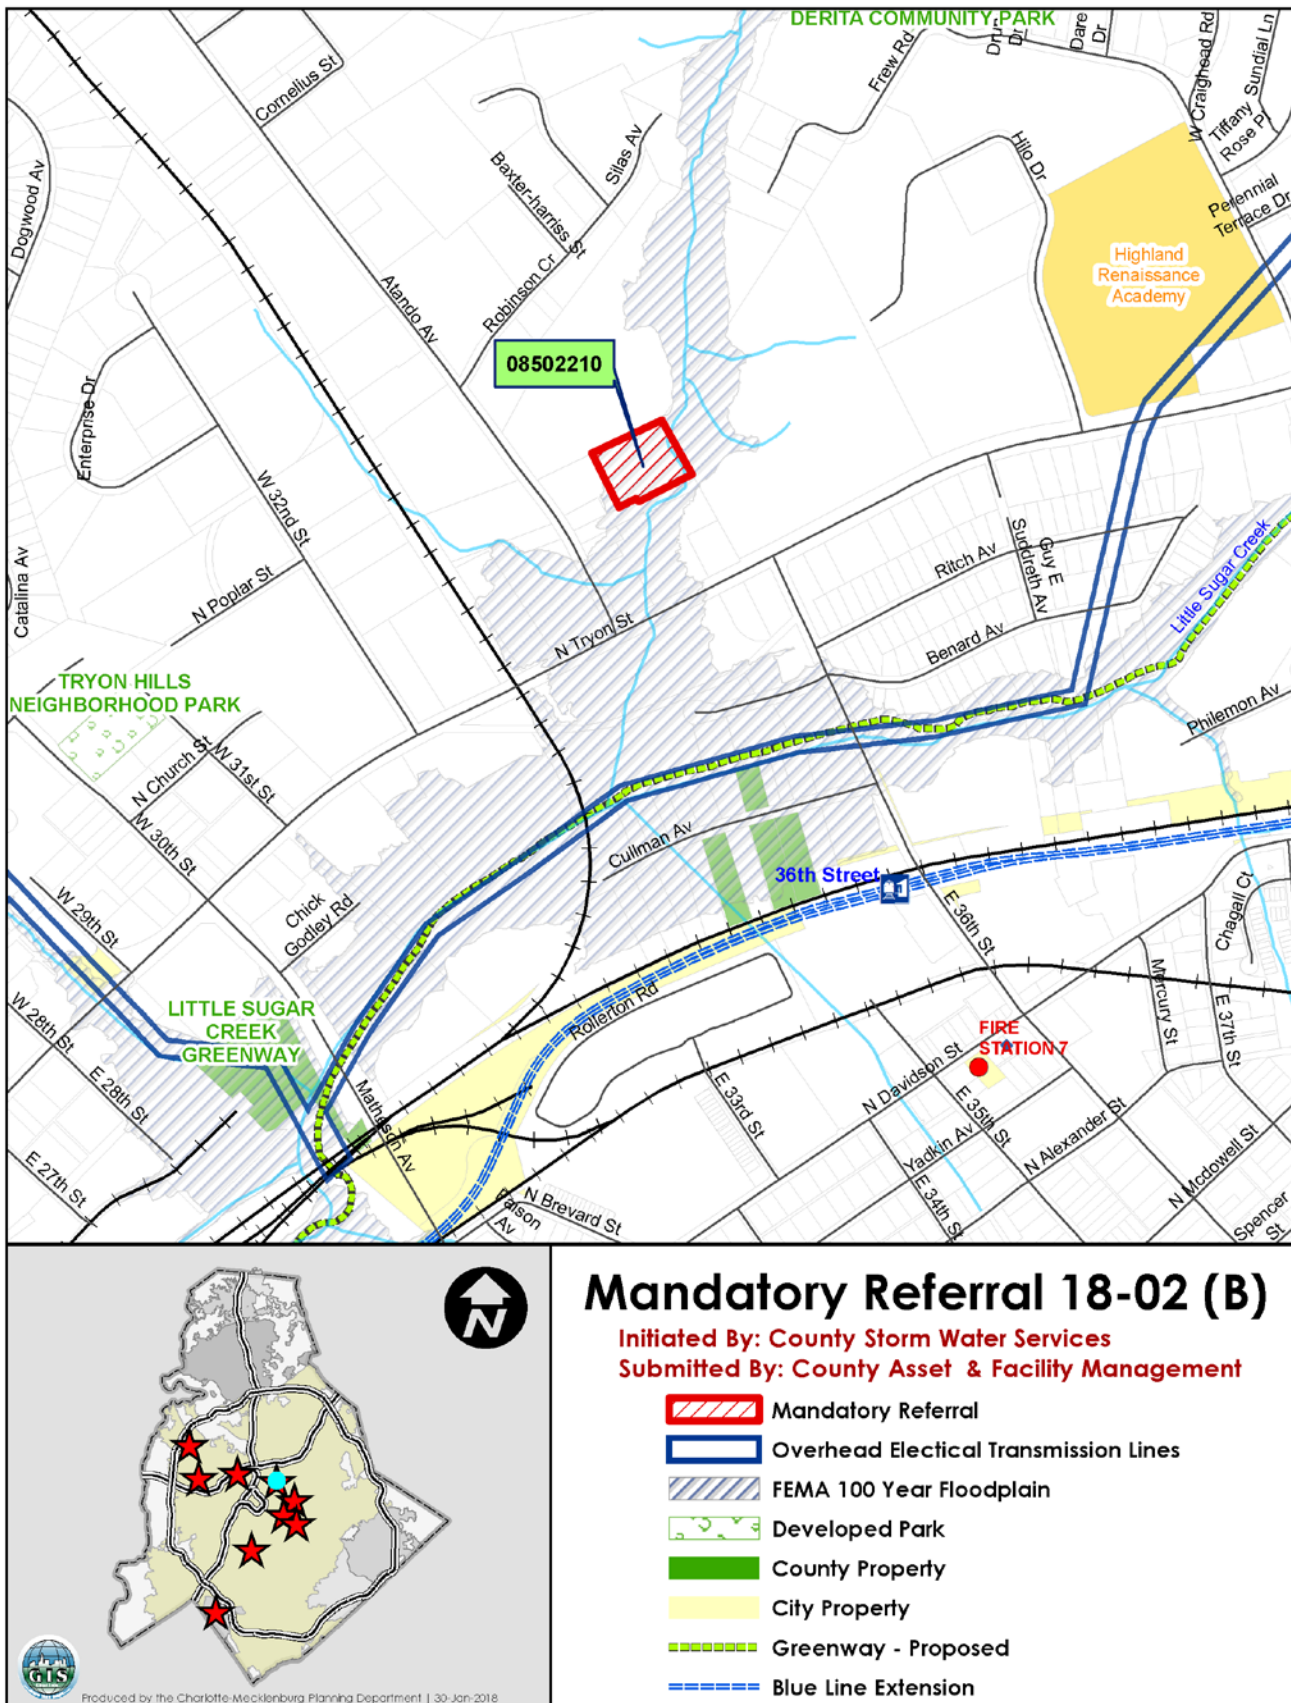 DERITA COMMUNITY PARK
Cornelius St
Frew Rd
Dr
Dare
Dr
W Craighead Rd
Sundial Ln
Tiffany
Rose Pl
Dogwood Av
Baxter-harriss St
Silas Av
Hilo Dr
Perennial
Terrace Dr
Robinson Cr
Atando Av
Highland
Renaissance
Academy
08502210
Enterprise Dr
W 32nd St
Catalina Av
N Poplar St
N Tryon St
Ritch Av
Guy E
Suddreth Av
Benard Av
Little Sugar Creek
Philemon Av
TRYON HILLS
NEIGHBORHOOD PARK
N Church St
W 31st St
W 30th St
Cullman Av
36th Street
E 36th St
Chagall Ct
W 29th St
Chick
Godley Rd
W 28th St
LITTLE SUGAR
CREEK
GREENWAY
Rollerton Rd
Mercury St
E 37th St
FIRE
STATION 7
E 28th St
Matheson Av
E 33rd St
N Davidson St
E 35th St
Yadkin Av
N Alexander St
E 34th St
N Mcdowell St
Spencer
St
E 27th St
N Brevard St
Av
N
Mandatory Referral 18-02 (B)
Initiated By: County Storm Water Services
Submitted By: County Asset & Facility Management
Mandatory Referral
Overhead Electical Transmission Lines
FEMA 100 Year Floodplain
Developed Park
County Property
City Property
Greenway - Proposed
Blue Line Extension
GIS
Produced by the Charlotte-Mecklenburg Planning Department | 30-Jan-2018